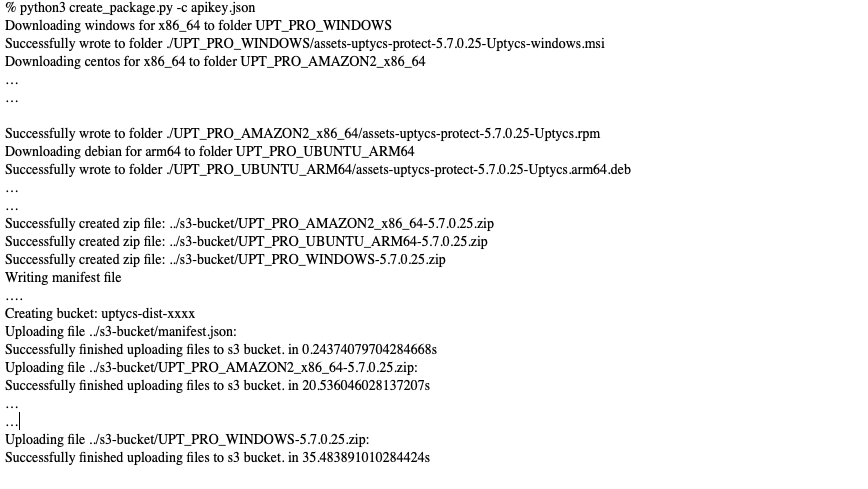 % python3 create_package.py -c apikey.json
Downloading windows for x86_64 to folder UPT_PRO_WINDOWS
Successfully wrote to folder ./UPT_PRO_WINDOWS/assets-uptycs-protect-5.7.0.25-Uptycs-windows.msi
Downloading centos for x86_64 to folder UPT_PRO_AMAZON2_x86_64
…
…
Successfully wrote to folder ./UPT_PRO_AMAZON2_x86_64/assets-uptycs-protect-5.7.0.25-Uptycs.rpm
Downloading debian for arm64 to folder UPT_PRO_UBUNTU_ARM64
Successfully wrote to folder ./UPT_PRO_UBUNTU_ARM64/assets-uptycs-protect-5.7.0.25-Uptycs.arm64.deb
…
…
Successfully created zip file: ../s3-bucket/UPT_PRO_AMAZON2_x86_64-5.7.0.25.zip
Successfully created zip file: ../s3-bucket/UPT_PRO_UBUNTU_ARM64-5.7.0.25.zip
Successfully created zip file: ../s3-bucket/UPT_PRO_WINDOWS-5.7.0.25.zip
Writing manifest file
….
Creating bucket: uptycs-dist-xxxx
Uploading file ../s3-bucket/manifest.json:
Successfully finished uploading files to s3 bucket. in 0.24374079704284668s
Uploading file ../s3-bucket/UPT_PRO_AMAZON2_x86_64-5.7.0.25.zip:
Successfully finished uploading files to s3 bucket. in 20.536046028137207s
…
…
Uploading file ../s3-bucket/UPT_PRO_WINDOWS-5.7.0.25.zip:
Successfully finished uploading files to s3 bucket. in 35.483891010284424s